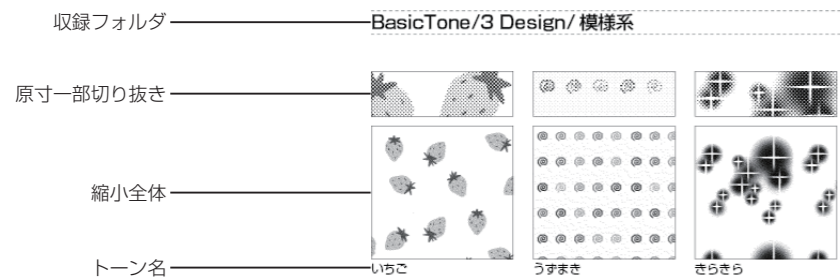 収録フォルダ BasicTone/3 Design/ 模様系
原寸一部切り抜き
縮小全体
トーン名 いちご うずまき きらきら